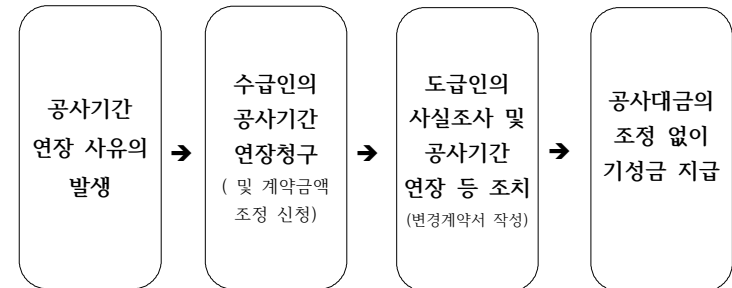 공사기간
연장 사유의
발생
➔
수급인의
공사기간
연장청구
( 및 계약금액
조정 신청)
➔
도급인의
사실조사 및
공사기간
연장 등 조치
(변경계약서 작성)
➔
공사대금의
조정 없이
기성금 지급